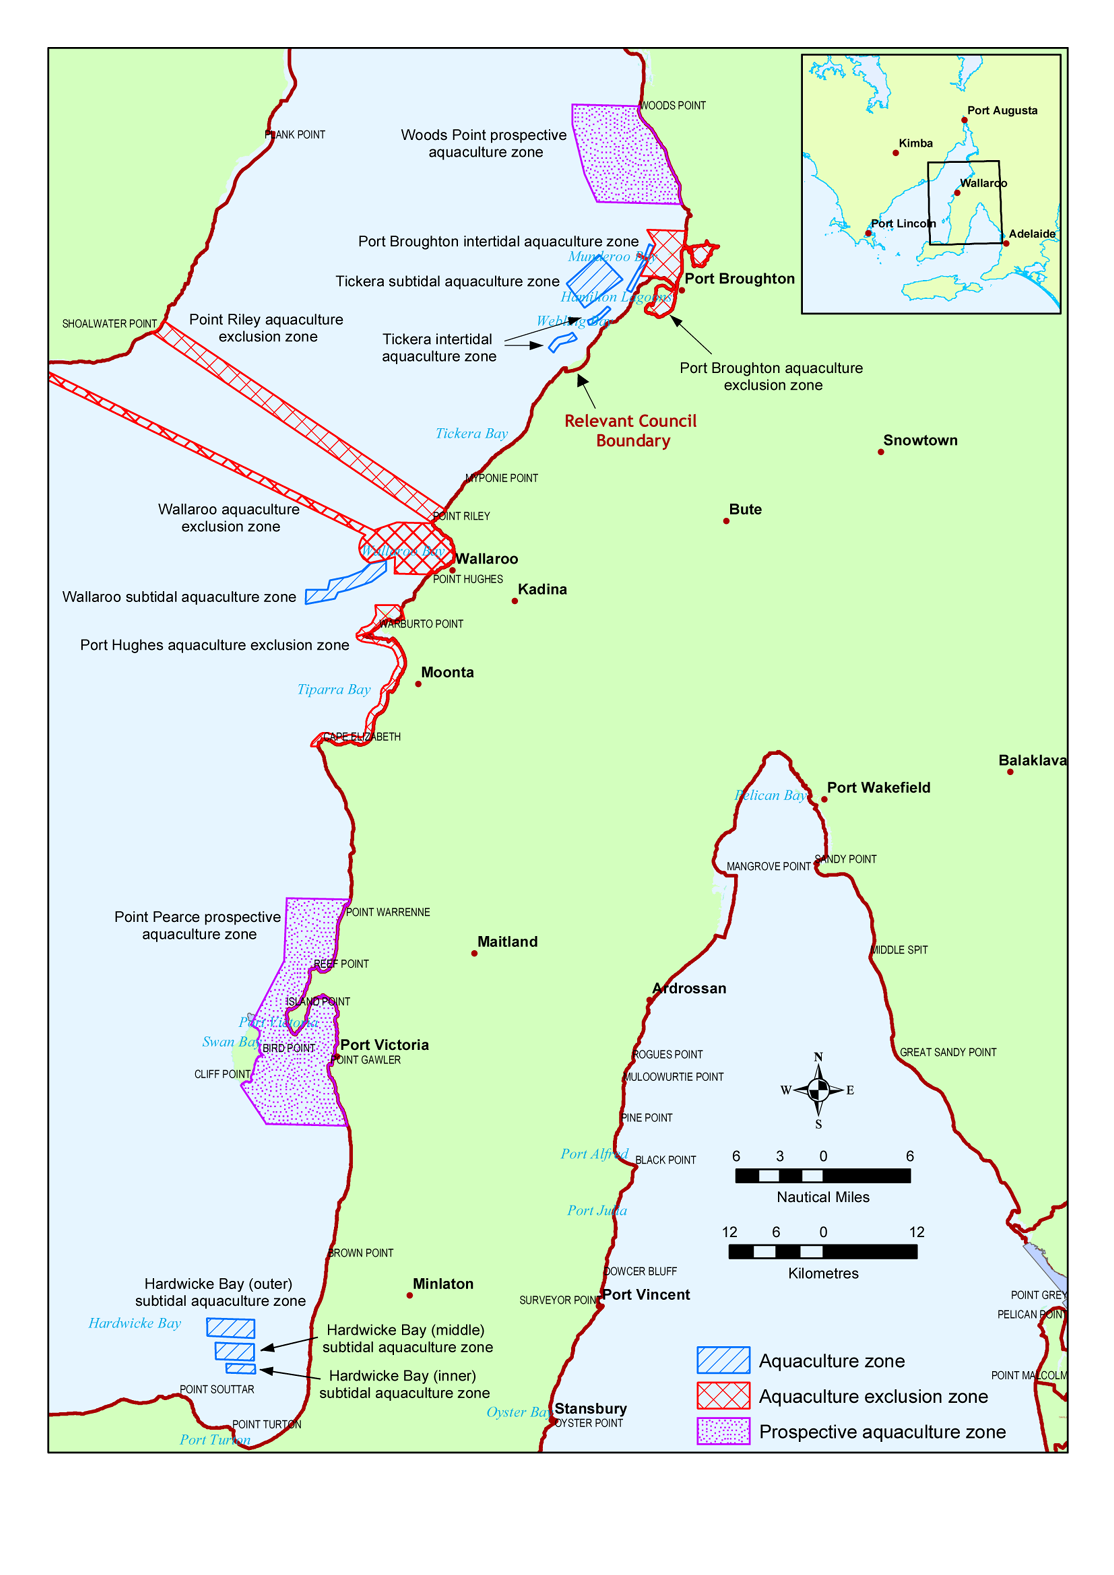 WOODS POINT
Woods Point prospective
aquaculture zone
PLANK POINT
Port Augusta
Kimba
Wallaroo
Port Lincoln
Adelaide
Port Broughton intertidal aquaculture zone
Munderoo Bay
Tickera subtidal aquaculture zone
Port Broughton
Hamilton Lagoons
SHOALWATER POINT
Point Riley aquaculture
exclusion zone
Webling Bay
Tickera intertidal
aquaculture zone
Port Broughton aquaculture
exclusion zone
Relevant Council
Boundary
Tickera Bay
Snowtown
MYPONIE POINT
Wallaroo aquaculture
exclusion zone
POINT RILEY
Bute
Wallaroo Bay
Wallaroo
POINT HUGHES
Kadina
Wallaroo subtidal aquaculture zone
WARBURTO POINT
Port Hughes aquaculture exclusion zone
Moonta
Tiparra Bay
CAPE ELIZABETH
Balaklava
Port Wakefield
Pelican Bay
MANGROVE POINT
SANDY POINT
POINT WARRENNE
Point Pearce prospective
aquaculture zone
Maitland
MIDDLE SPIT
REEF POINT
Ardrossan
ISLAND POINT
Port Victoria
Swan Bay
BIRD POINT
Port Victoria
POINT GAWLER
CLIFF POINT
ROGUES POINT
GREAT SANDY POINT
MULOOWURTIE POINT
N
W
E
S
PINE POINT
Port Alfred
BLACK POINT
6 3 0 6
Nautical Miles
Port Julia
12 6 0 12
Kilometres
BROWN POINT
DOWCER BLUFF
Hardwicke Bay (outer)
subtidal aquaculture zone
Minlaton
SURVEYOR POINT
Port Vincent
POINT GREY
PELICAN POINT
Hardwicke Bay
Hardwicke Bay (middle)
subtidal aquaculture zone
Hardwicke Bay (inner)
subtidal aquaculture zone
POINT SOUTTAR
POINT MALCOLM
Aquaculture zone
Aquaculture exclusion zone
Prospective aquaculture zone
Oyster Bay
Stansbury
OYSTER POINT
POINT TURTON
Port Turton